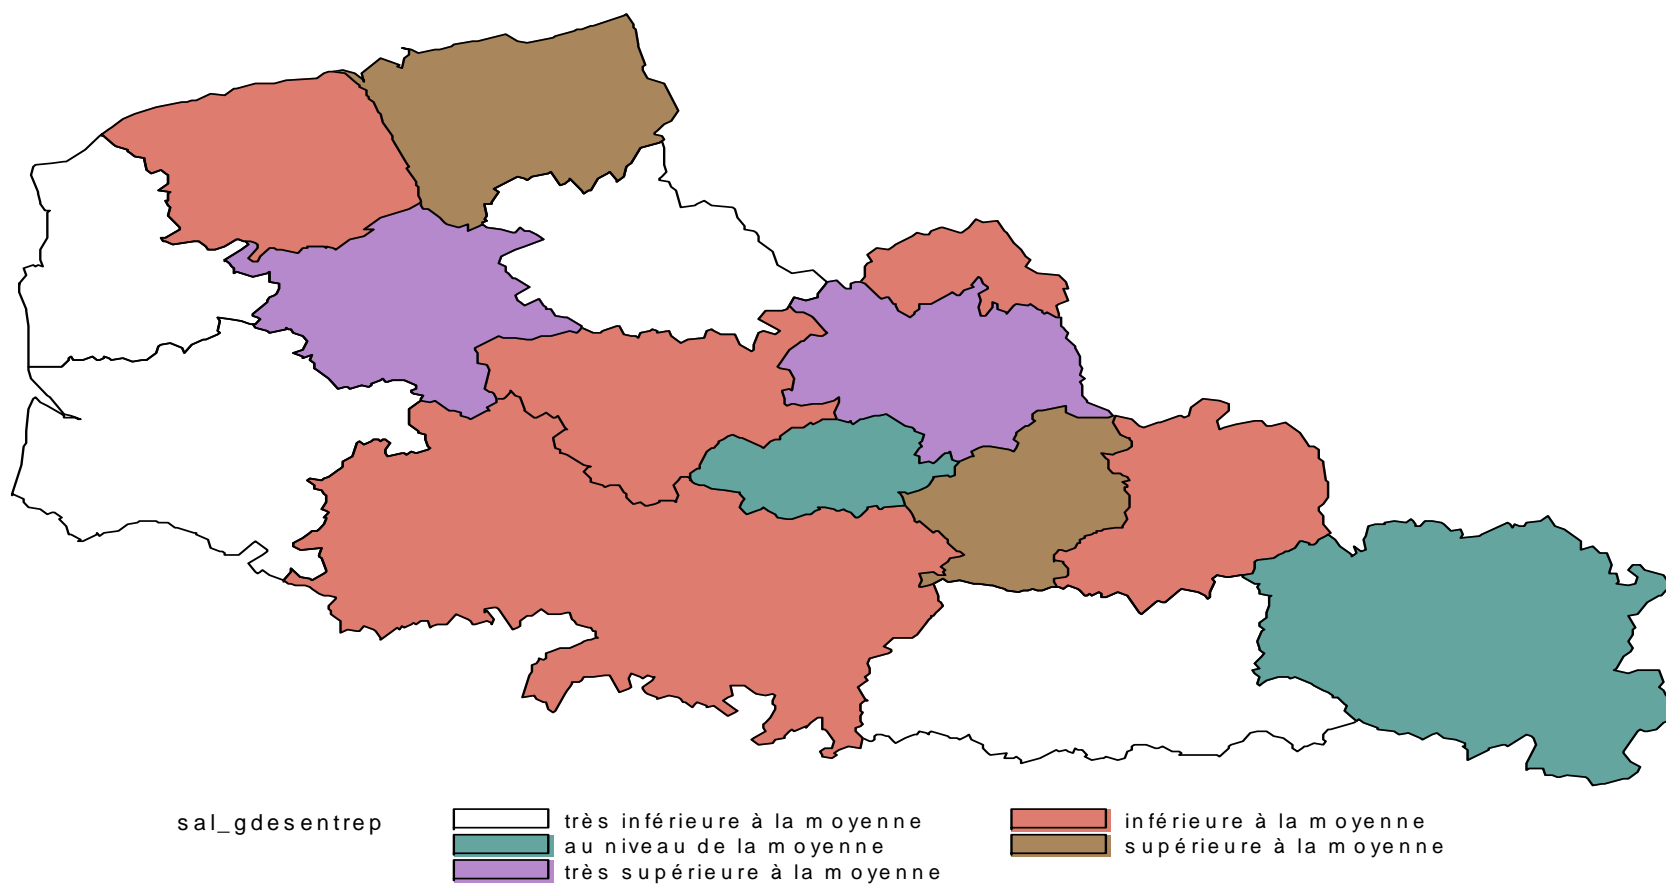 sal_gdesentrep
très inférieure à la moyenne
inférieure à la moyenne
au niveau de la moyenne
supérieure à la moyenne
très supérieure à la moyenne